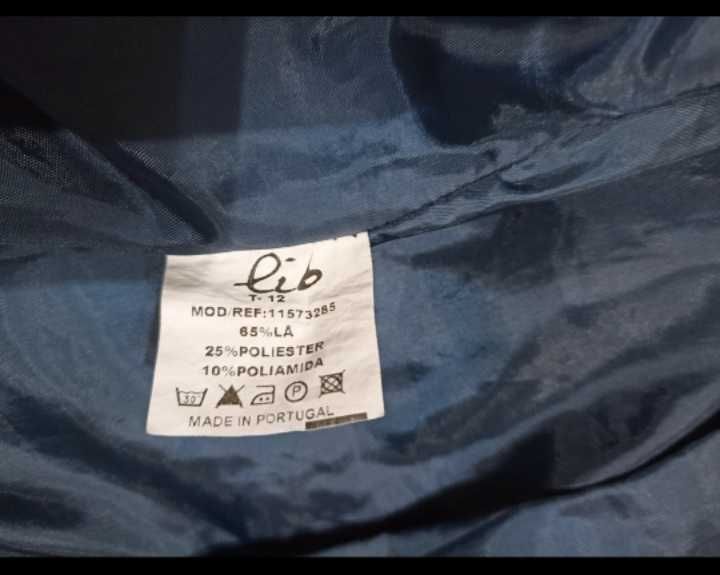 lib
T- 12
MOD/REF:11573285
65%LÃ
25%POLIESTER
10%POLIAMIDA
30° P
MADE IN PORTUGAL